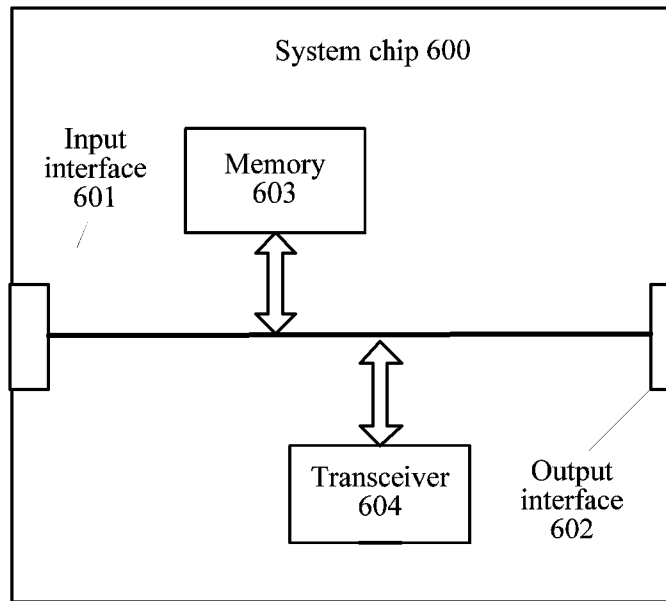 System chip 600
Input
interface
601
Memory
603
Transceiver
604
Output
interface
602